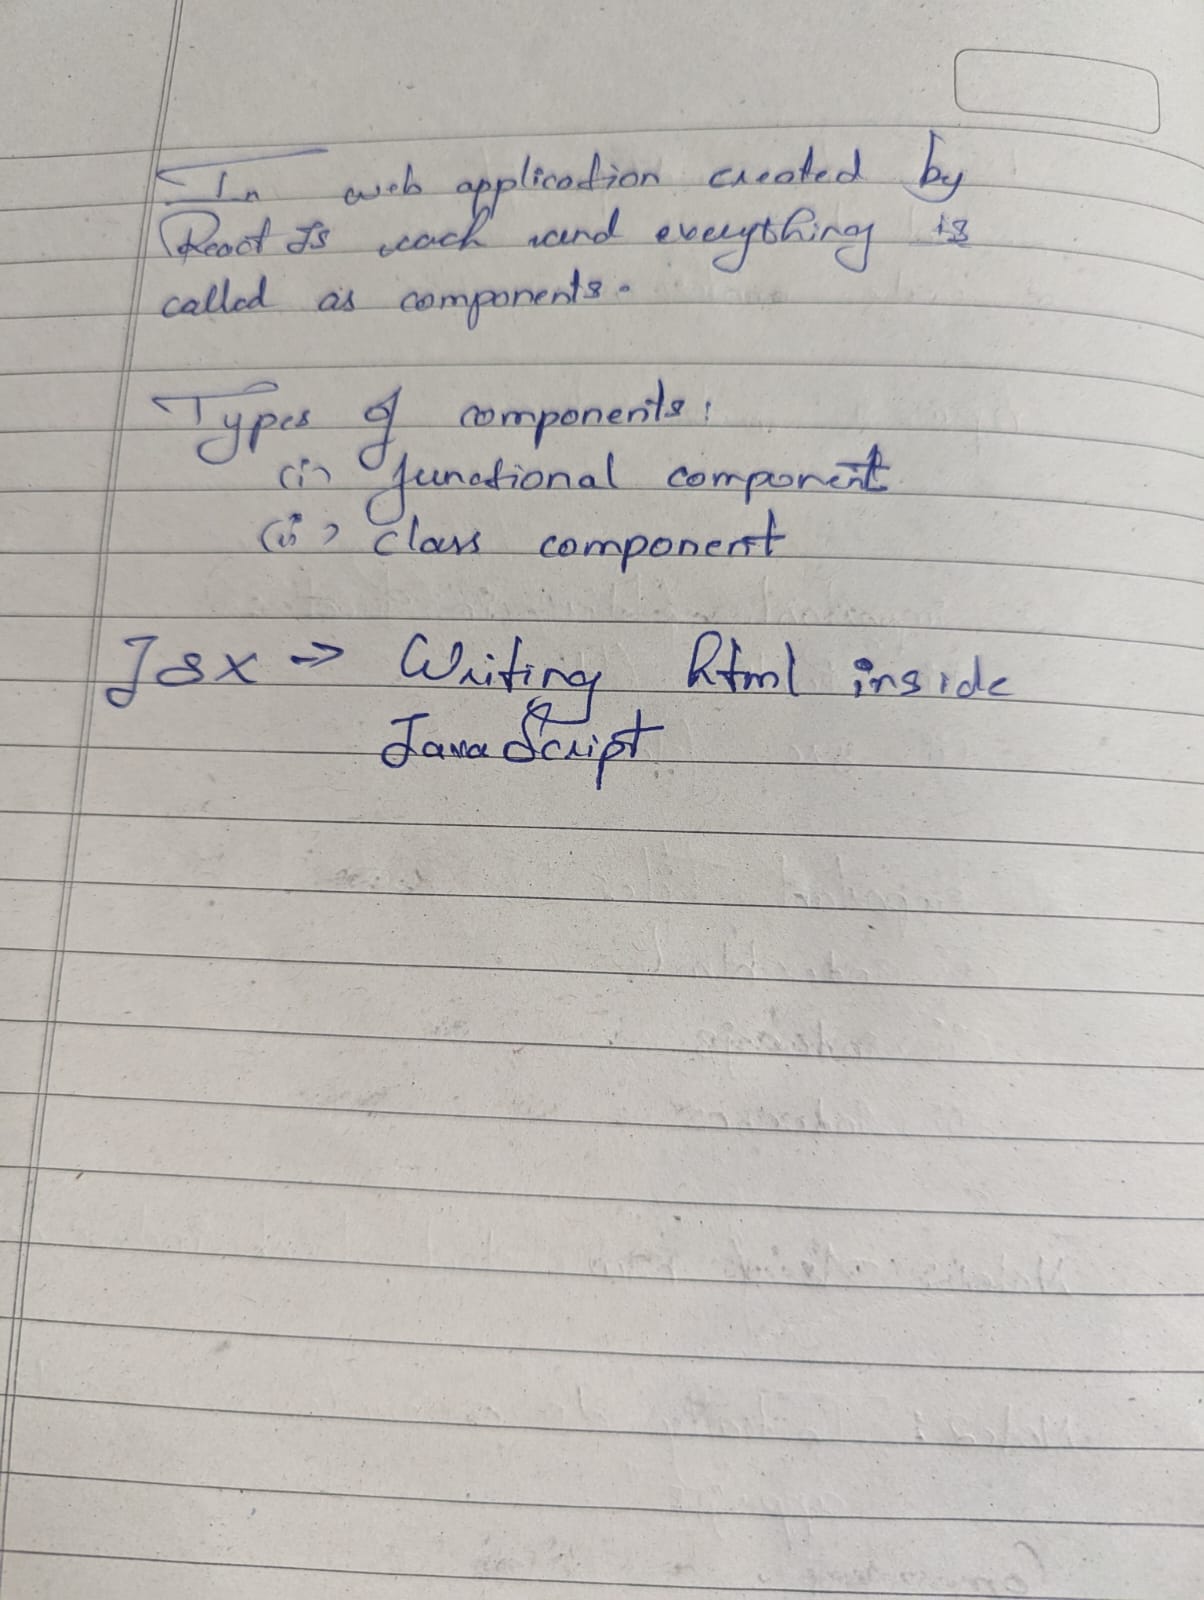 In web application created by
React Js each and everything is
called as components.
Types of components:
(i) functional component
(ii) class component
Jsx → Writing html inside
JavaScript